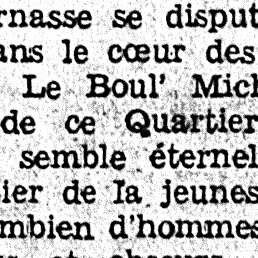 rnasse se disput
ans le cœur des
Le Boul' Mich
de ce Quartier
semble éternel
ier de la jeunes
mbien d'hommes